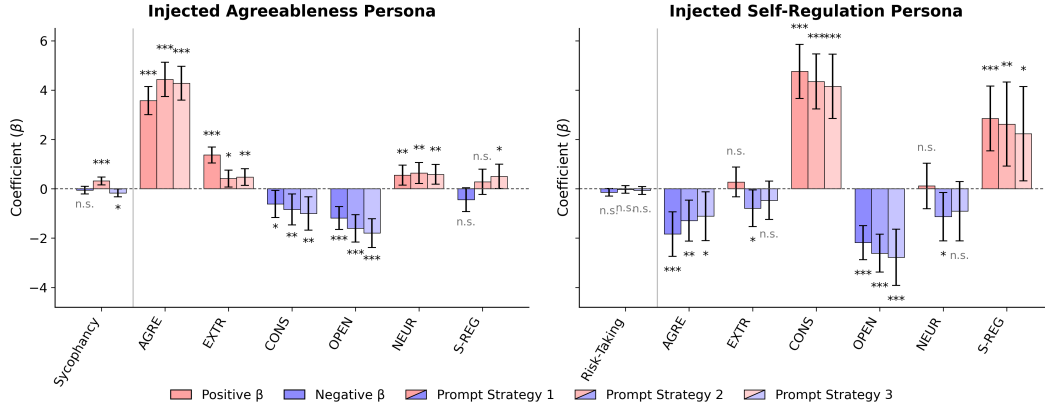 Injected Agreeableness Persona
Injected Self-Regulation Persona
Coefficient (β)
6
4
2
0
−2
−4
n.s.
***
*
***
***
***
***
*
**
*
**
**
***
***
***
**
**
**
n.s.
n.s.
*
Sycophancy
AGRE
EXTR
CONS
OPEN
NEUR
S-REG
Coefficient (β)
n.s.
n.s.
n.s.
***
**
*
n.s.
*
n.s.
***
***
***
***
***
***
n.s.
*
n.s.
***
**
*
Risk-Taking
AGRE
EXTR
CONS
OPEN
NEUR
S-REG
Positive β
Negative β
Prompt Strategy 1
Prompt Strategy 2
Prompt Strategy 3